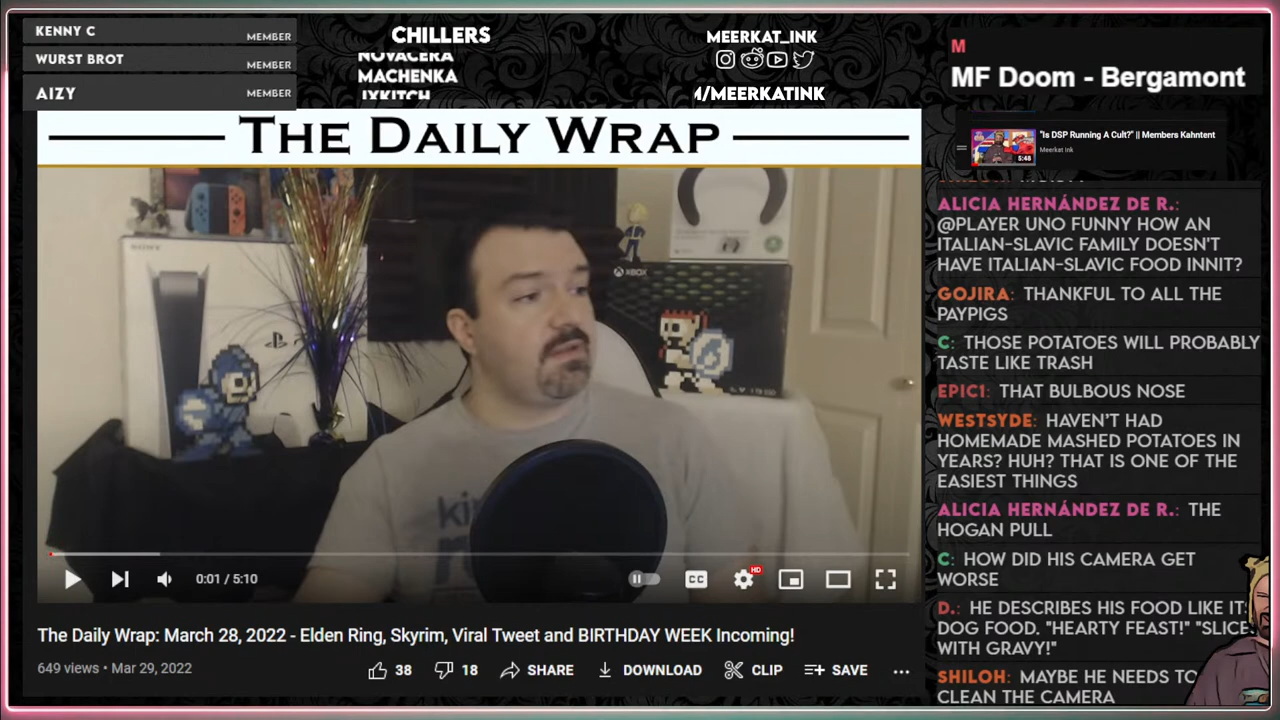 KENNY C
MEMBER
WURST BROT
MEMBER
AIZY
MEMBER
CHILLERS
NOVACERA
MACHENKA
JXKITCH
MEERKAT_INK
/MEERKATINK
M
MF Doom - Bergamont
"Is DSP Running A Cult?" || Members Kahntent
Meerkat Ink
5:48
THE DAILY WRAP
SONY
XBOX
ki
0:01 / 5:10
CC
HD
The Daily Wrap: March 28, 2022 - Elden Ring, Skyrim, Viral Tweet and BIRTHDAY WEEK Incoming!
649 views • Mar 29, 2022
38
18
SHARE
DOWNLOAD
CLIP
SAVE
ALICIA HERNÁNDEZ DE R.:
@PLAYER UNO FUNNY HOW AN
ITALIAN-SLAVIC FAMILY DOESN'T
HAVE ITALIAN-SLAVIC FOOD INNIT?
GOJIRA: THANKFUL TO ALL THE
PAYPIGS
C: THOSE POTATOES WILL PROBABLY
TASTE LIKE TRASH
EPIC1: THAT BULBOUS NOSE
WESTSYDE: HAVEN'T HAD
HOMEMADE MASHED POTATOES IN
YEARS? HUH? THAT IS ONE OF THE
EASIEST THINGS
ALICIA HERNÁNDEZ DE R.: THE
HOGAN PULL
C: HOW DID HIS CAMERA GET
WORSE
D.: HE DESCRIBES HIS FOOD LIKE IT
DOG FOOD. "HEARTY FEAST!" "SLICE
WITH GRAVY!"
SHILOH: MAYBE HE NEEDS TO
CLEAN THE CAMERA